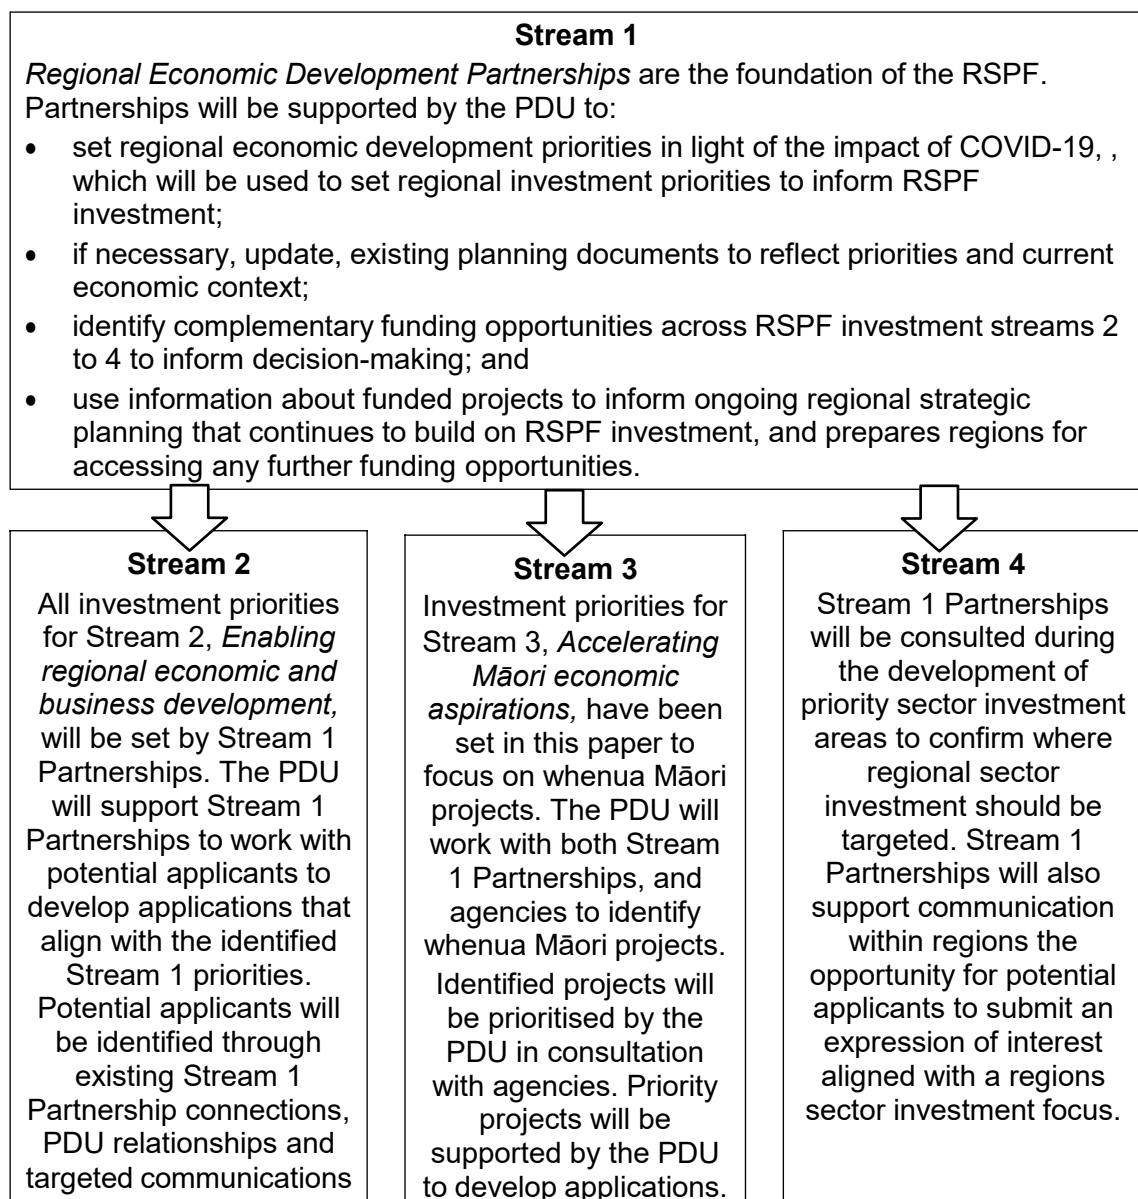 Stream 1
Regional Economic Development Partnerships are the foundation of the RSPF.
Partnerships will be supported by the PDU to:
• set regional economic development priorities in light of the impact of COVID-19, ,
which will be used to set regional investment priorities to inform RSPF
investment;
• if necessary, update, existing planning documents to reflect priorities and current
economic context;
• identify complementary funding opportunities across RSPF investment streams 2
to 4 to inform decision-making; and
• use information about funded projects to inform ongoing regional strategic
planning that continues to build on RSPF investment, and prepares regions for
accessing any further funding opportunities.
Stream 2
All investment priorities
for Stream 2, Enabling
regional economic and
business development,
will be set by Stream 1
Partnerships. The PDU
will support Stream 1
Partnerships to work with
potential applicants to
develop applications that
align with the identified
Stream 1 priorities.
Potential applicants will
be identified through
existing Stream 1
Partnership connections,
PDU relationships and
targeted communications
Stream 3
Investment priorities for
Stream 3, Accelerating
Māori economic
aspirations, have been
set in this paper to
focus on whenua Māori
projects. The PDU will
work with both Stream
1 Partnerships, and
agencies to identify
whenua Māori projects.
Identified projects will
be prioritised by the
PDU in consultation
with agencies. Priority
projects will be
supported by the PDU
to develop applications.
Stream 4
Stream 1 Partnerships
will be consulted during
the development of
priority sector investment
areas to confirm where
regional sector
investment should be
targeted. Stream 1
Partnerships will also
support communication
within regions the
opportunity for potential
applicants to submit an
expression of interest
aligned with a regions
sector investment focus.